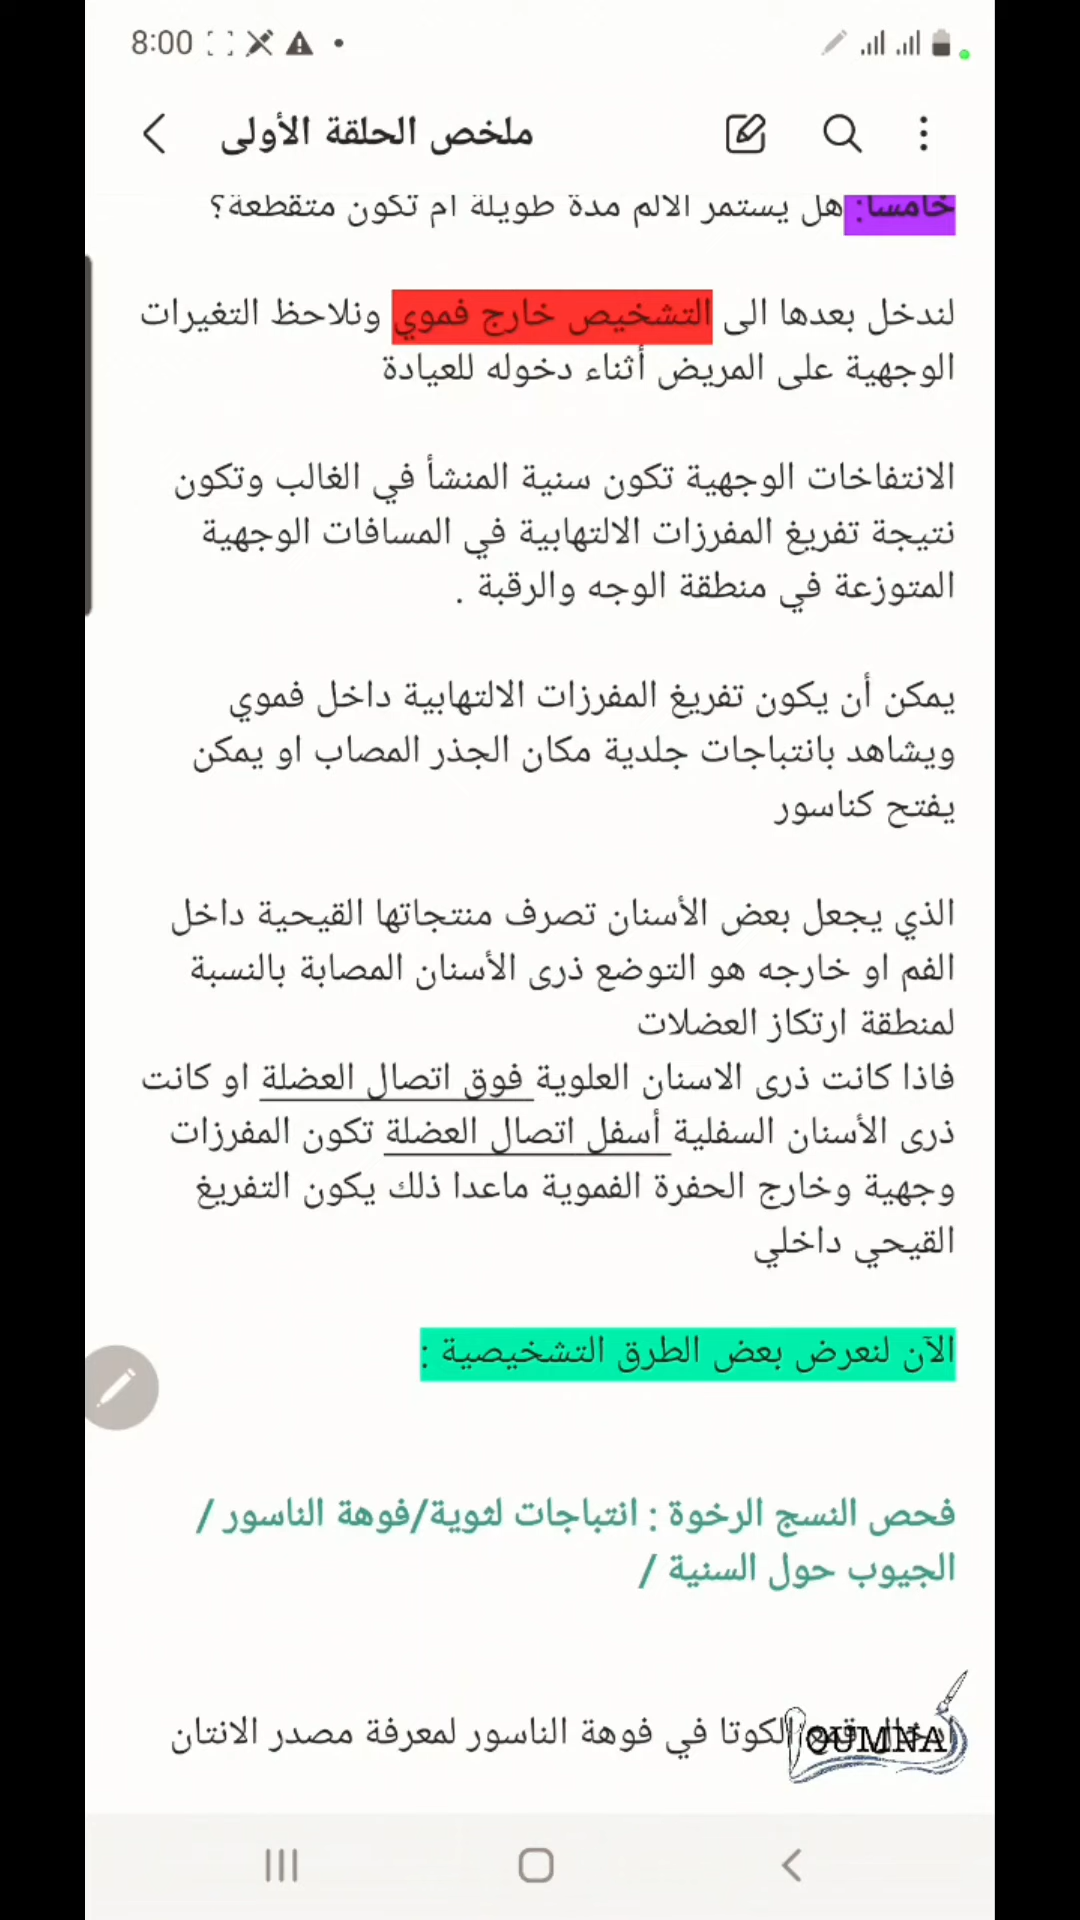 8:00
ملخص الحلقة الأولى
خامسا: هل يستمر الالم مدة طويلة ام تكون متقطعة؟
لندخل بعدها الى التشخيص خارج فموي ونلاحظ التغيرات
الوجهية على المريض أثناء دخوله للعيادة
الانتفاخات الوجهية تكون سنية المنشأ في الغالب وتكون
نتيجة تفريغ المفرزات الالتهابية في المسافات الوجهية
المتوزعة في منطقة الوجه والرقبة .
يمكن أن يكون تفريغ المفرزات الالتهابية داخل فموي
ويشاهد بانتباجات جلدية مكان الجذر المصاب او يمكن
يفتح كناسور
الذي يجعل بعض الأسنان تصرف منتجاتها القيحية داخل
الفم او خارجه هو التوضع ذرى الأسنان المصابة بالنسبة
لمنطقة ارتكاز العضلات
فاذا كانت ذرى الاسنان العلوية فوق اتصال العضلة او كانت
ذرى الأسنان السفلية أسفل اتصال العضلة تكون المفرزات
وجهية وخارج الحفرة الفموية ماعدا ذلك يكون التفريغ
القيحي داخلي
الآن لنعرض بعض الطرق التشخيصية :
فحص النسج الرخوة : انتباجات لثوية/فوهة الناسور /
الجيوب حول السنية /
الكوتا في فوهة الناسور لمعرفة مصدر الانتان
OUMNA